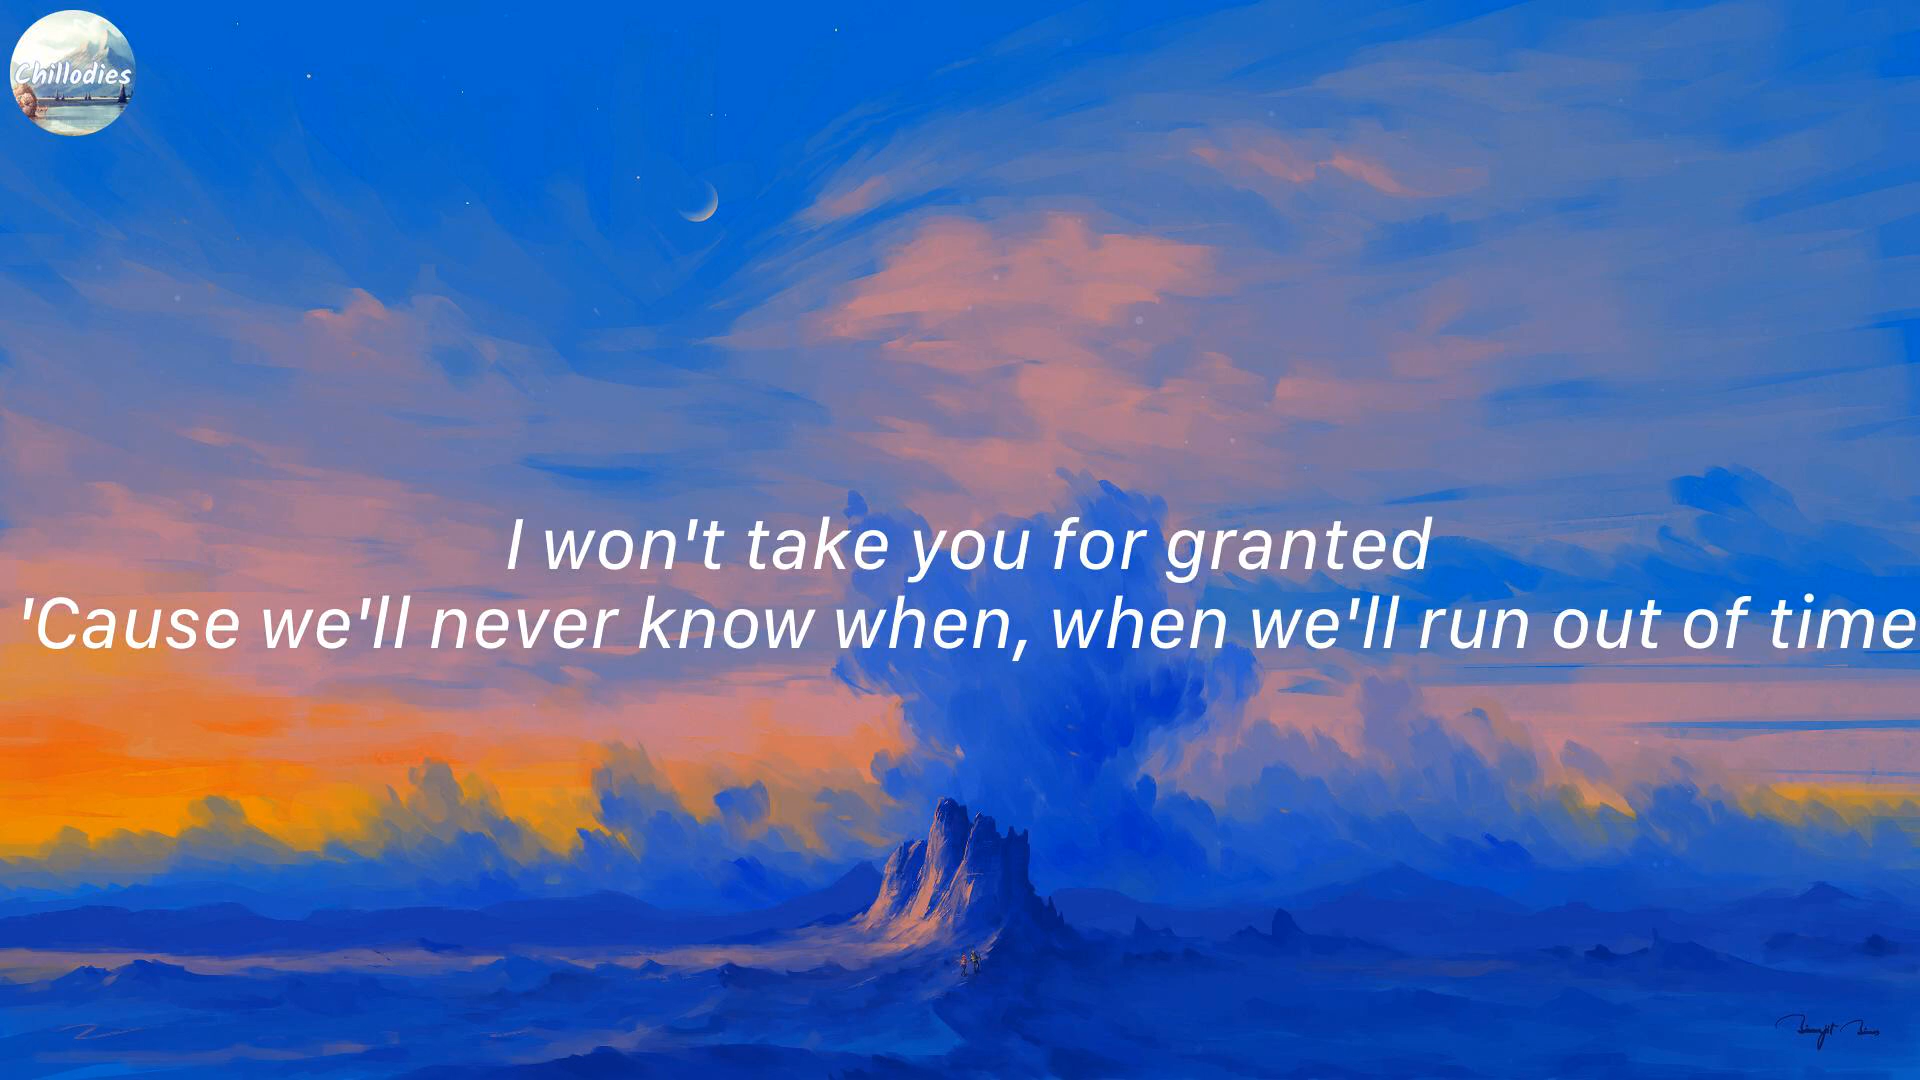 Chillodies
I won't take you for granted
'Cause we'll never know when, when we'll run out of time